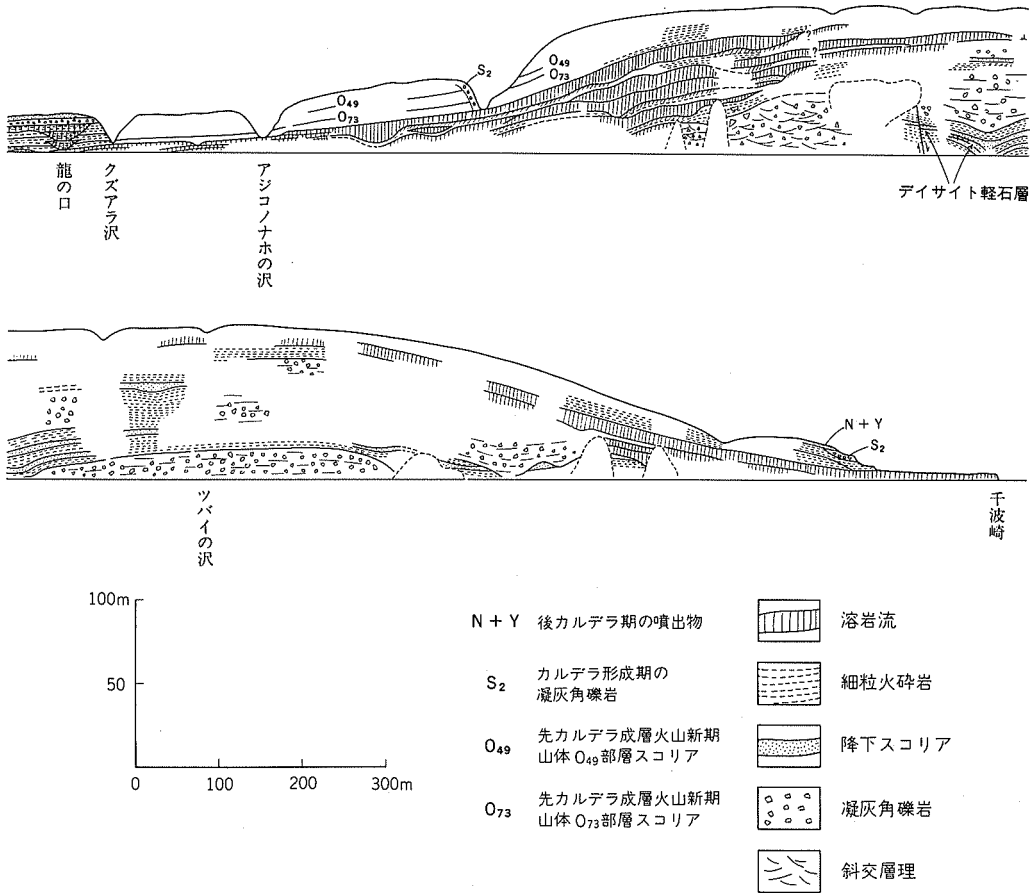 S₂
O₄₉
O₇₃
O₄₉
O₇₃
?
?
デイサイト軽石層
龍の口
クズアラ沢
アジコノナホの沢
N + Y
S₂
ツバイの沢
千波崎
100m
50
0
100
200
300m
N + Y 後カルデラ期の噴出物
S₂ カルデラ形成期の
凝灰角礫岩
O₄₉ 先カルデラ成層火山新期
山体O₄₉部層スコリア
O₇₃ 先カルデラ成層火山新期
山体O₇₃部層スコリア
溶岩流
細粒火砕岩
降下スコリア
凝灰角礫岩
斜交層理